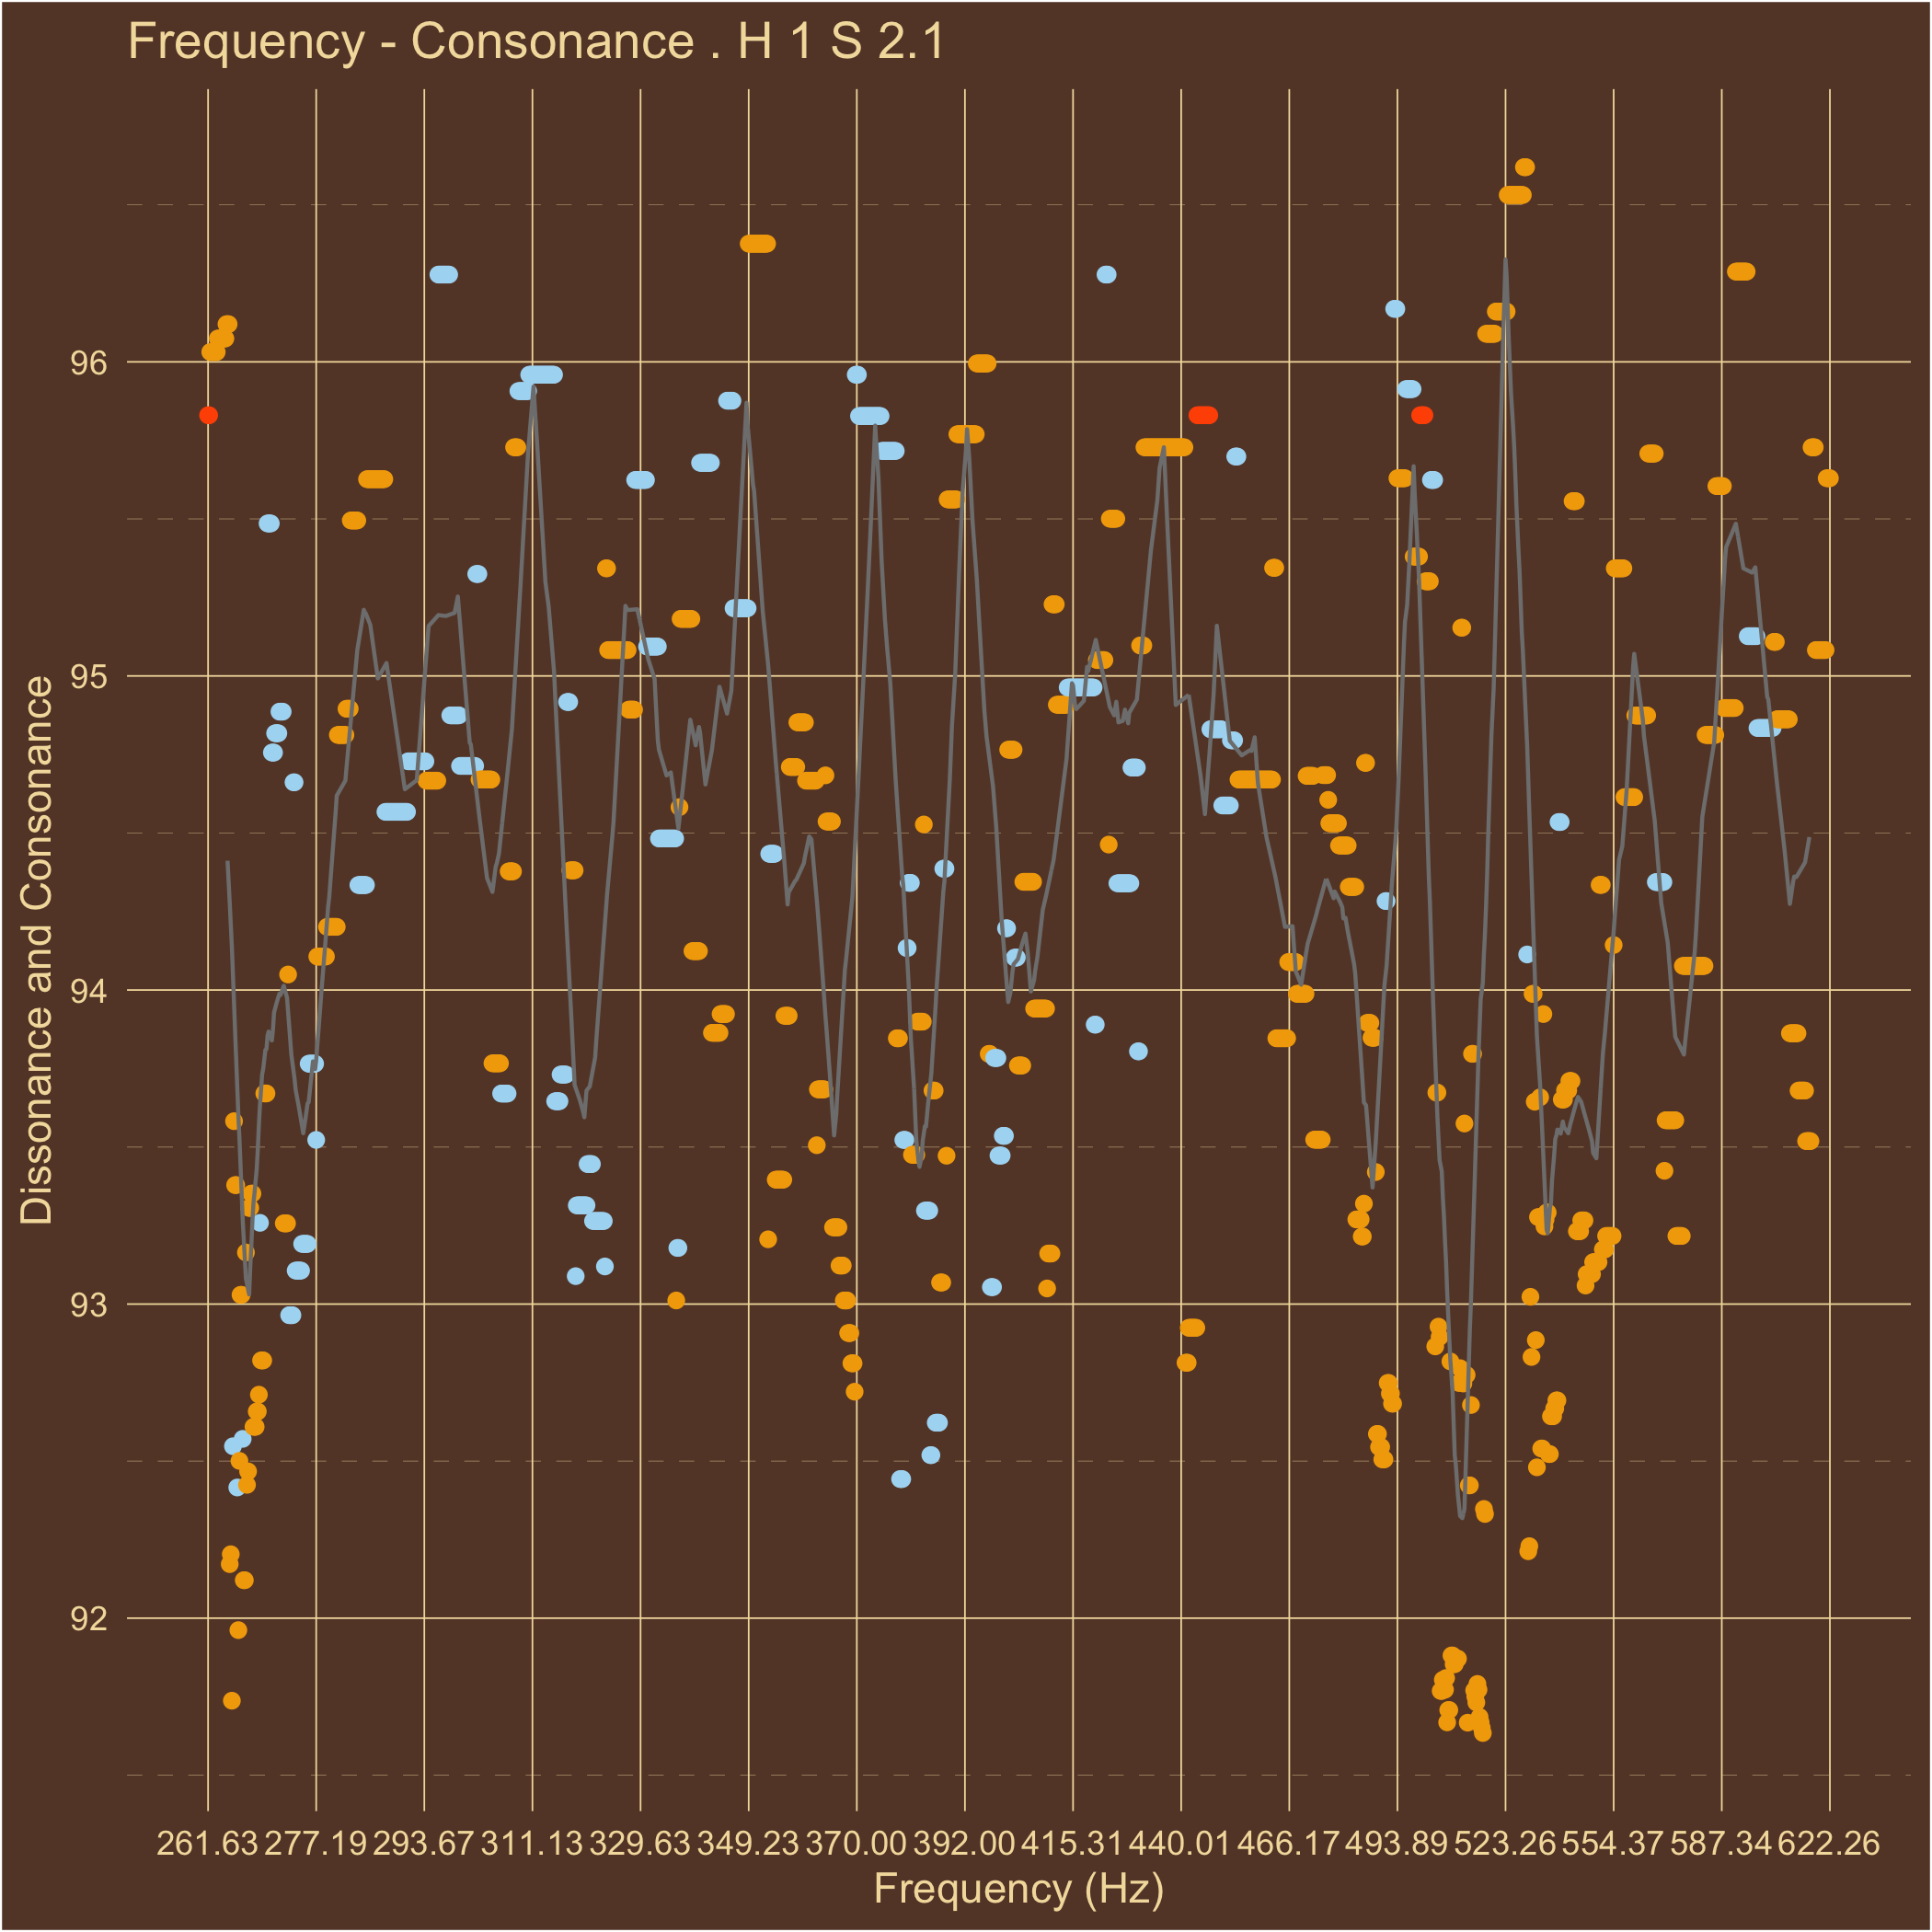 Frequency - Consonance . H 1 S 2.1
Dissonance and Consonance
96
95
94
93
92
261.63 277.19 293.67 311.13 329.63 349.23 370.00 392.00 415.31 440.01 466.17 493.89 523.26 554.37 587.34 622.26
Frequency (Hz)